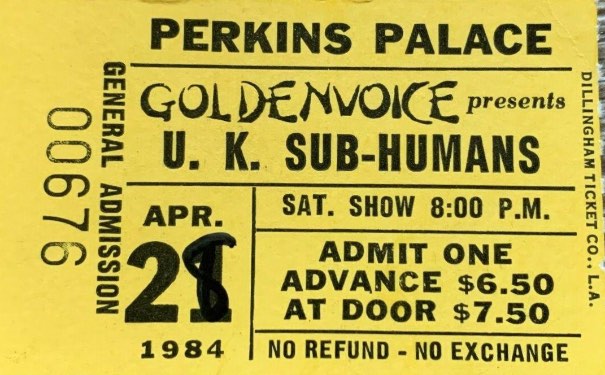 PERKINS PALACE
GOLDENVOICE presents
U. K. SUB-HUMANS
APR.
28
1984
SAT. SHOW 8:00 P.M.
ADMIT ONE
ADVANCE $6.50
AT DOOR $7.50
NO REFUND - NO EXCHANGE
GENERAL ADMISSION
00676
DILLINGHAM TICKET CO., L.A.